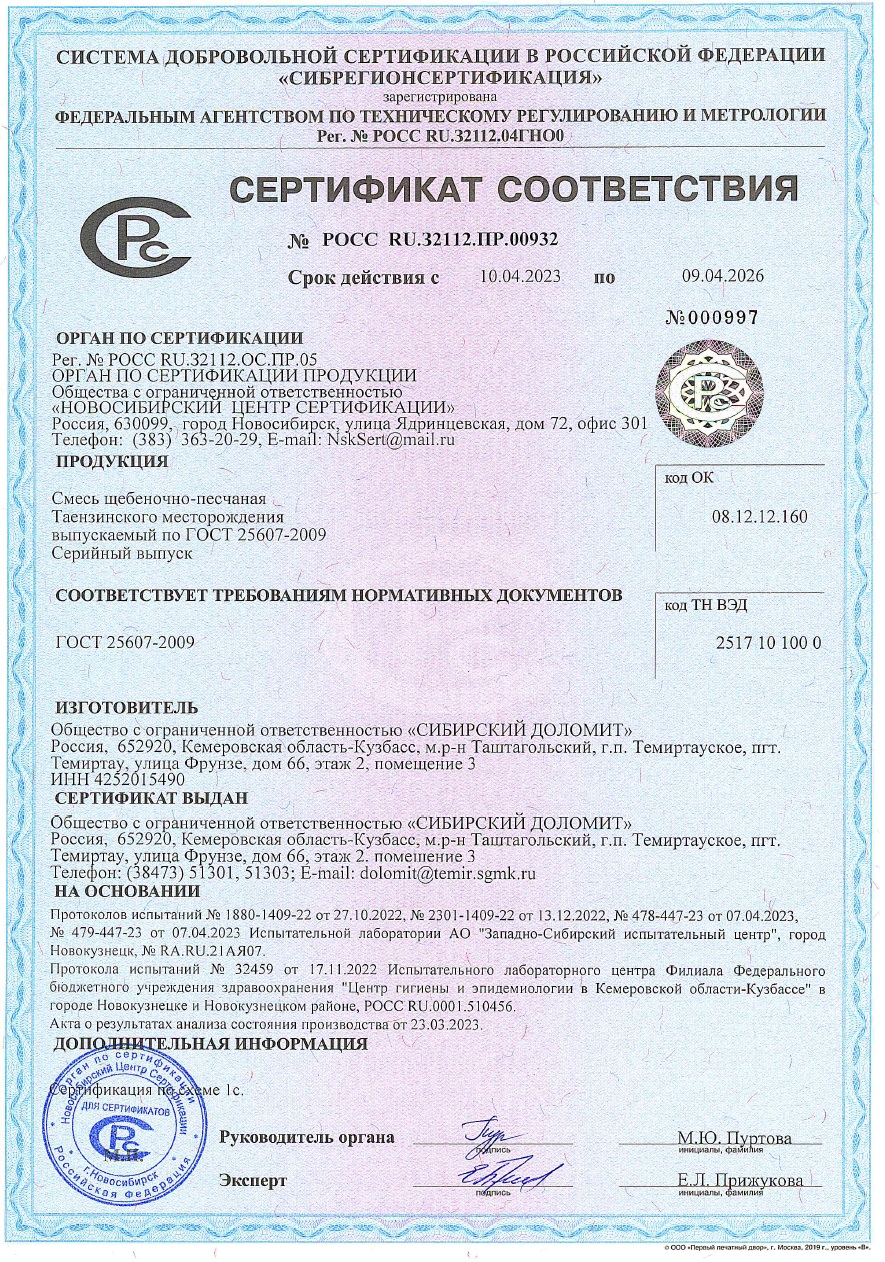 СИСТЕМА ДОБРОВОЛЬНОЙ СЕРТИФИКАЦИИ В РОССИЙСКОЙ ФЕДЕРАЦИИ
«СИБРЕГИОНСЕРТИФИКАЦИЯ»
зарегистрирована
ФЕДЕРАЛЬНЫМ АГЕНТСТВОМ ПО ТЕХНИЧЕСКОМУ РЕГУЛИРОВАНИЮ И МЕТРОЛОГИИ
Рег. № РОСС RU.32112.04ГНО0
СЕРТИФИКАТ СООТВЕТСТВИЯ
РС
№ РОСС RU.32112.ПР.00932
Срок действия с 10.04.2023 по 09.04.2026
№000997
ОРГАН ПО СЕРТИФИКАЦИИ
Рег. № РОСС RU.32112.ОС.ПР.05
ОРГАН ПО СЕРТИФИКАЦИИ ПРОДУКЦИИ
Общества с ограниченной ответственностью
«НОВОСИБИРСКИЙ ЦЕНТР СЕРТИФИКАЦИИ»
Россия, 630099, город Новосибирск, улица Ядринцевская, дом 72, офис 301
Телефон: (383) 363-20-29, E-mail: NskSert@mail.ru
РС
ПРОДУКЦИЯ
Смесь щебеночно-песчаная
Таензинского месторождения
выпускаемый по ГОСТ 25607-2009
Серийный выпуск
код ОК
08.12.12.160
СООТВЕТСТВУЕТ ТРЕБОВАНИЯМ НОРМАТИВНЫХ ДОКУМЕНТОВ
код ТН ВЭД
ГОСТ 25607-2009
2517 10 100 0
ИЗГОТОВИТЕЛЬ
Общество с ограниченной ответственностью «СИБИРСКИЙ ДОЛОМИТ»
Россия, 652920, Кемеровская область-Кузбасс, м.р-н Таштагольский, г.п. Темиртауское, пгт.
Темиртау, улица Фрунзе, дом 66, этаж 2, помещение 3
ИНН 4252015490
СЕРТИФИКАТ ВЫДАН
Общество с ограниченной ответственностью «СИБИРСКИЙ ДОЛОМИТ»
Россия, 652920, Кемеровская область-Кузбасс, м.р-н Таштагольский, г.п. Темиртауское, пгт.
Темиртау, улица Фрунзе, дом 66, этаж 2. помещение 3
Телефон: (38473) 51301, 51303; E-mail: dolomit@temir.sgmk.ru
НА ОСНОВАНИИ
Протоколов испытаний № 1880-1409-22 от 27.10.2022, № 2301-1409-22 от 13.12.2022, № 478-447-23 от 07.04.2023,
№ 479-447-23 от 07.04.2023 Испытательной лаборатории АО "Западно-Сибирский испытательный центр", город
Новокузнецк, № RA.RU.21АЯ07.
Протокола испытаний № 32459 от 17.11.2022 Испытательного лабораторного центра Филиала Федерального
бюджетного учреждения здравоохранения "Центр гигиены и эпидемиологии в Кемеровской области-Кузбассе" в
городе Новокузнецке и Новокузнецком районе, РОСС RU.0001.510456.
Акта о результатах анализа состояния производства от 23.03.2023.
ДОПОЛНИТЕЛЬНАЯ ИНФОРМАЦИЯ
Сертификация по схеме 1с.
Орган по сертификации
Новосибирский Центр Сертификации
ДЛЯ СЕРТИФИКАТОВ
РС
М.П.
г.Новосибирск
Российская Федерация
Руководитель органа
подпись
М.Ю. Пуртова
инициалы, фамилия
Эксперт
подпись
Е.Л. Прижукова
инициалы, фамилия
© ООО «Первый печатный двор», г. Москва, 2019 г., уровень «В».